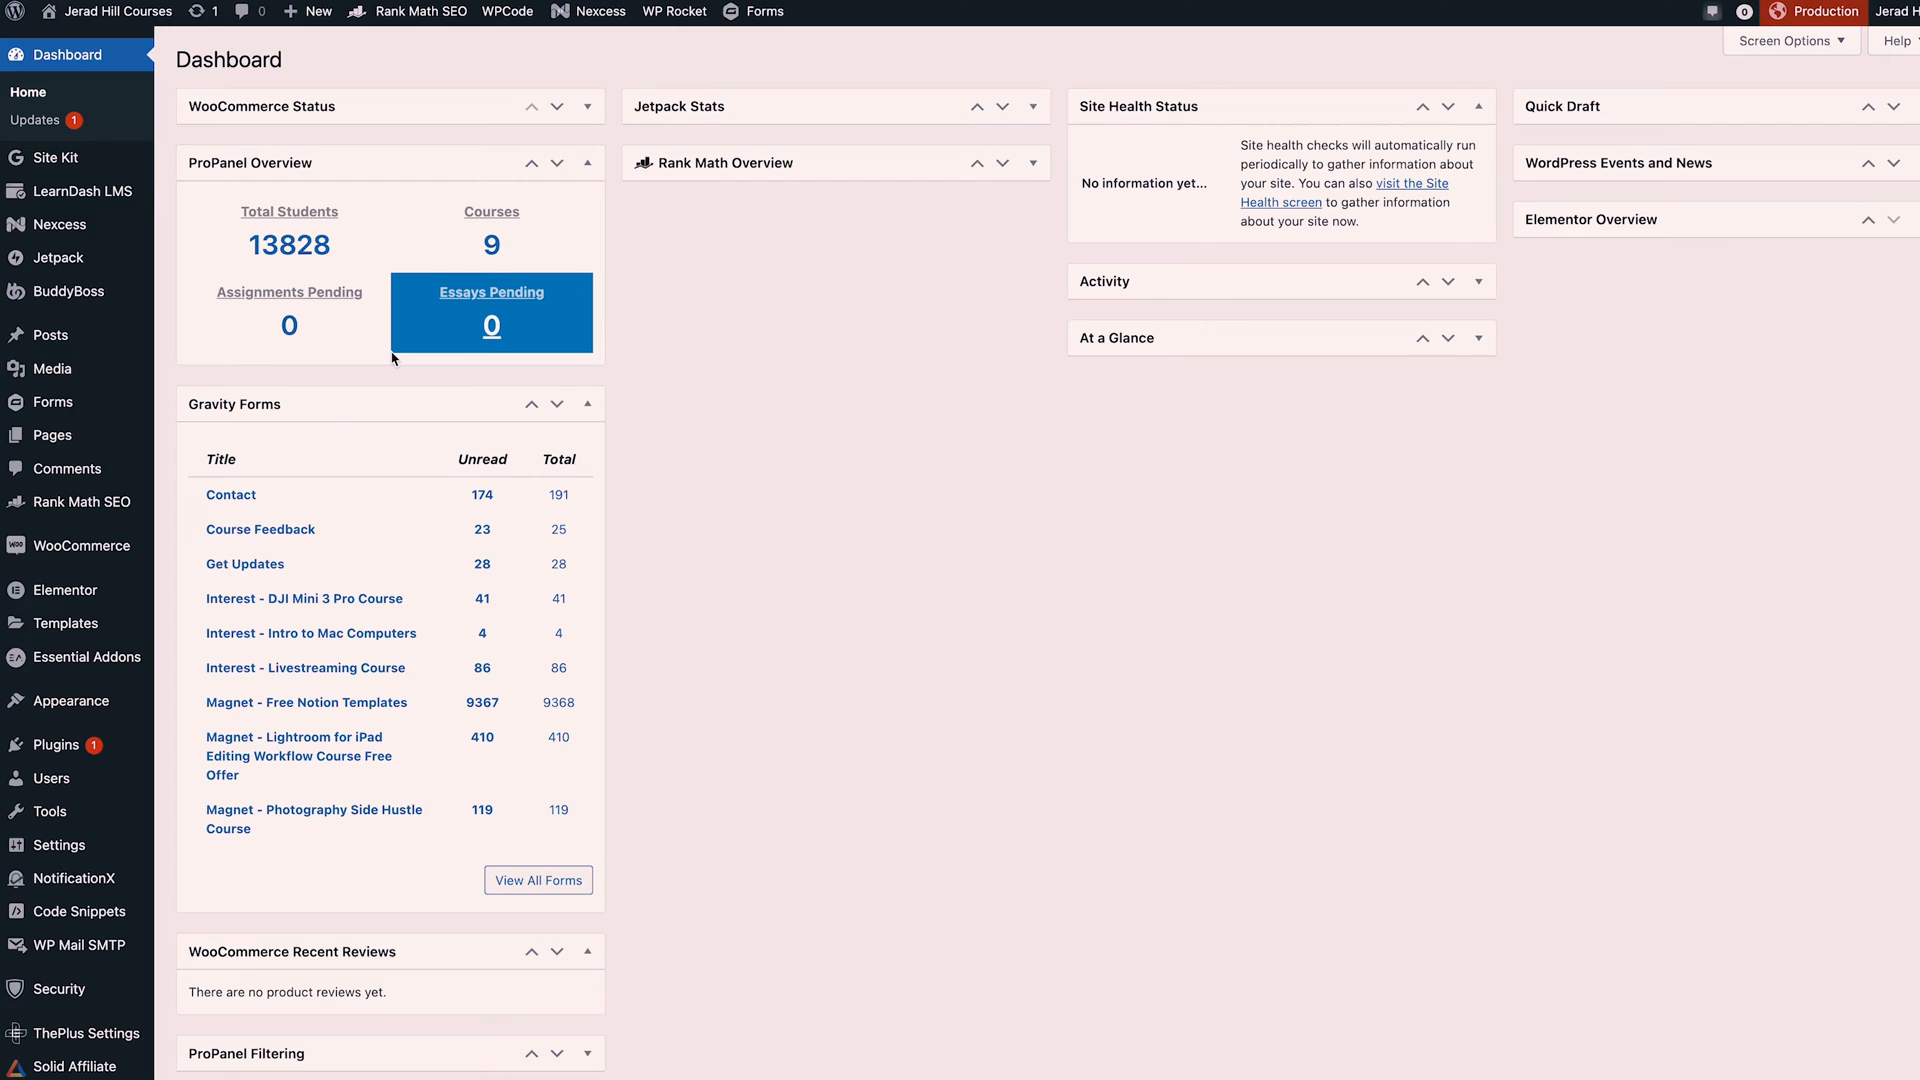 Jerad Hill Courses 1 0 New Rank Math SEO WPCode Nexcess WP Rocket Forms 0 Production Jerad H
Screen Options Help
Dashboard
Home
Updates 1
Site Kit
LearnDash LMS
Nexcess
Jetpack
BuddyBoss
Posts
Media
Forms
Pages
Comments
Rank Math SEO
WooCommerce
Elementor
Templates
Essential Addons
Appearance
Plugins 1
Users
Tools
Settings
NotificationX
Code Snippets
WP Mail SMTP
Security
ThePlus Settings
Solid Affiliate
Dashboard
WooCommerce Status
ProPanel Overview
Total Students
13828
Courses
9
Assignments Pending
0
Essays Pending
0
Gravity Forms
Title Unread Total
Contact 174 191
Course Feedback 23 25
Get Updates 28 28
Interest - DJI Mini 3 Pro Course 41 41
Interest - Intro to Mac Computers 4 4
Interest - Livestreaming Course 86 86
Magnet - Free Notion Templates 9367 9368
Magnet - Lightroom for iPad 410 410
Editing Workflow Course Free
Offer
Magnet - Photography Side Hustle 119 119
Course
View All Forms
WooCommerce Recent Reviews
There are no product reviews yet.
ProPanel Filtering
Jetpack Stats
Rank Math Overview
Site Health Status
No information yet...
Site health checks will automatically run
periodically to gather information about
your site. You can also visit the Site
Health screen to gather information
about your site now.
Activity
At a Glance
Quick Draft
WordPress Events and News
Elementor Overview